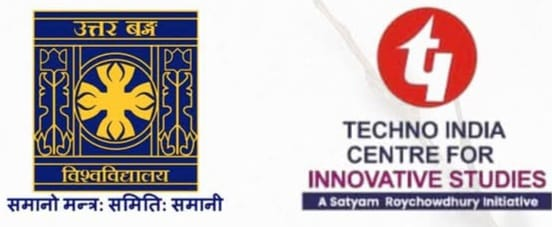 उत्तर बङ्ग
विश्वविद्यालय
समानो मन्त्र: समिति: समानी
TECHNO INDIA
CENTRE FOR
INNOVATIVE STUDIES
A Satyam Roychowdhury Initiative